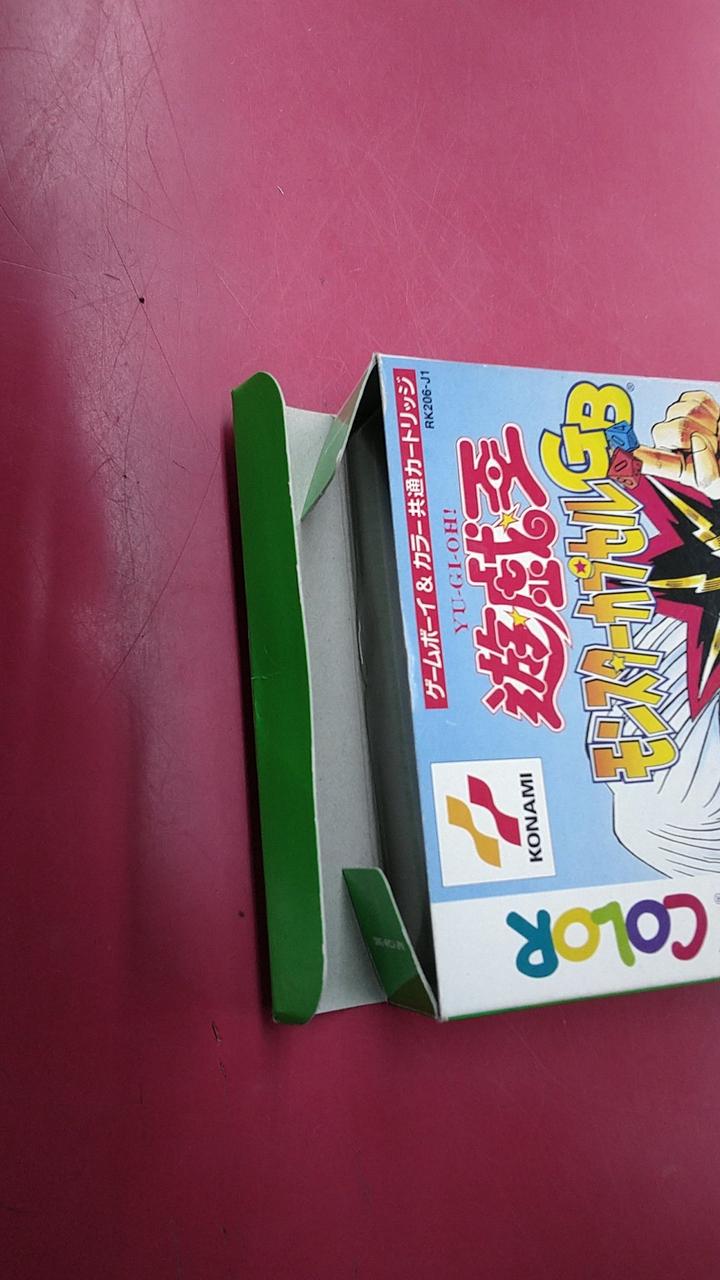 ゲームボーイ & カラー共通カートリッジ
RK206-J1
YU-GI-OH!
遊戯王
モンスターカプセルGB
®
KONAMI
COLOR